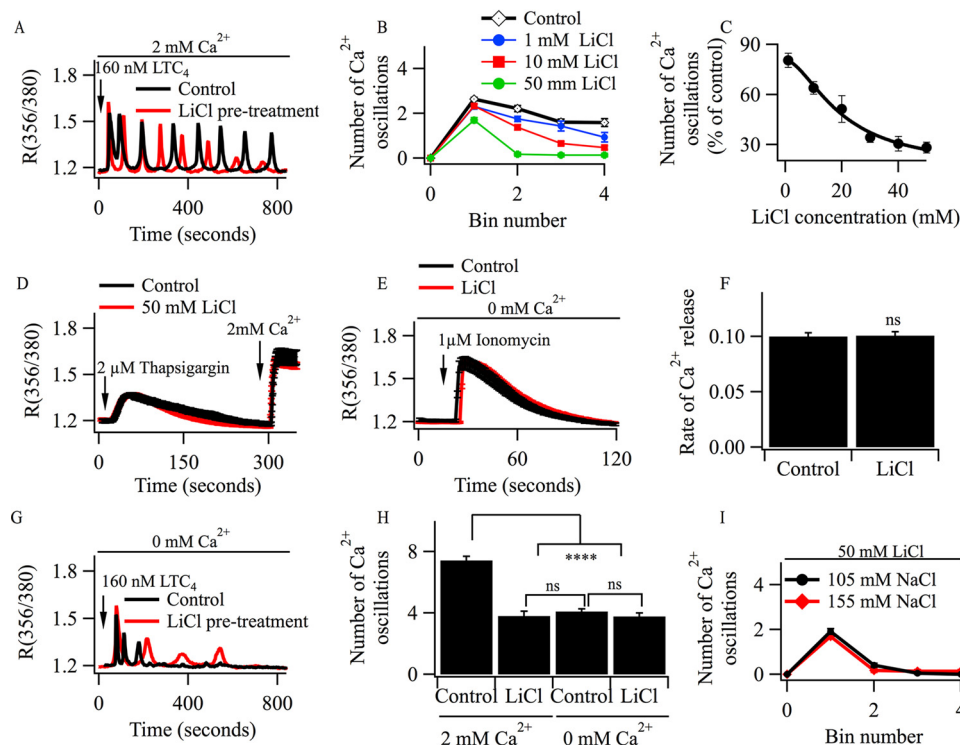 A
2 mM Ca2+
160 nM LTC4
Control
LiCl pre-treatment
R(356/380)
1.8
1.5
1.2
0
400
800
Time (seconds)
B
Control
1 mM LiCl
10 mM LiCl
50 mm LiCl
Number of Ca2+
oscillations
4
2
0
0
1
2
3
4
Bin number
C
Number of Ca2+
oscillations
(% of control)
90
60
30
0
20
40
LiCl concentration (mM)
D
Control
50 mM LiCl
2mM Ca2+
2 µM Thapsigargin
R(356/380)
1.8
1.5
1.2
0
150
300
Time (seconds)
E
Control
LiCl
0 mM Ca2+
1µM Ionomycin
R(356/380)
1.8
1.5
1.2
0
60
120
Time (seconds)
F
ns
Rate of Ca2+ release
0.10
0.05
0.00
Control
LiCl
G
0 mM Ca2+
160 nM LTC4
Control
LiCl pre-treatment
R(356/380)
1.8
1.5
1.2
0
400
800
Time (seconds)
H
Number of Ca2+
oscillations
8
4
0
****
ns
ns
Control
LiCl
Control
LiCl
2 mM Ca2+
0 mM Ca2+
I
50 mM LiCl
105 mM NaCl
155 mM NaCl
Number of Ca2+
oscillations
4
2
0
0
2
4
Bin number